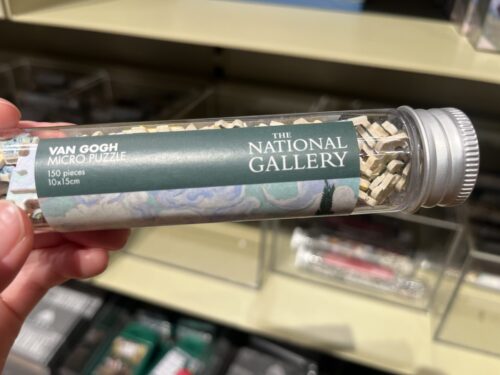 VAN GOGH
MICRO PUZZLE
150 pieces
10x15cm
THE
NATIONAL
GALLERY